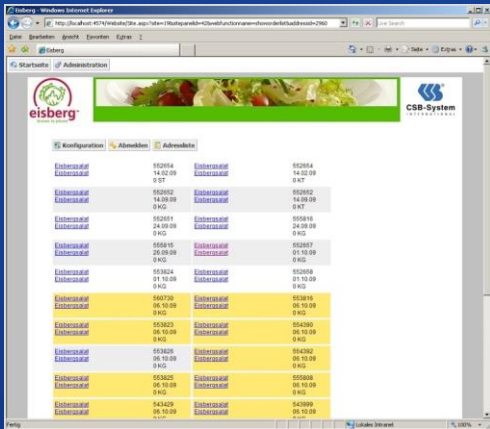 Eisberg - Windows Internet Explorer
Live Search
Datei Bearbeiten Ansicht Favoriten Extras ?
Eisberg
Seite Extras
Startseite Administration
eisberg
CSB-System
INTERNATIONAL
Konfiguration Abmelden Adressliste
Eisbergsalat 552654 Eisbergsalat 552654
Eisbergsalat 14.02.09 Eisbergsalat 14.02.09
0 ST 0 KT
Eisbergsalat 552652 Eisbergsalat 552652
Eisbergsalat 14.09.09 Eisbergsalat 14.09.09
0 KG 0 KT
Eisbergsalat 552651 Eisbergsalat 555816
Eisbergsalat 24.09.09 Eisbergsalat 24.09.09
0 KG 0 KG
Eisbergsalat 555815 Eisbergsalat 552657
Eisbergsalat 25.09.09 Eisbergsalat 01.10.09
0 KG 0 KG
Eisbergsalat 553824 Eisbergsalat 552658
Eisbergsalat 01.10.09 Eisbergsalat 01.10.09
0 KG 0 KG
Eisbergsalat 560730 Eisbergsalat 553816
Eisbergsalat 06.10.09 Eisbergsalat 06.10.09
0 KG 0 KG
Eisbergsalat 553823 Eisbergsalat 554390
Eisbergsalat 06.10.09 Eisbergsalat 06.10.09
0 KG 0 KG
Eisbergsalat 553826 Eisbergsalat 554392
Eisbergsalat 06.10.09 Eisbergsalat 06.10.09
0 KG 0 KG
Eisbergsalat 553825 Eisbergsalat 555808
Eisbergsalat 06.10.09 Eisbergsalat 06.10.09
0 KG 0 KG
Eisbergsalat 543429 Eisbergsalat 543999
Eisbergsalat 06.10.09 Eisbergsalat 06.10.09
Fertig Lokales Intranet 100%